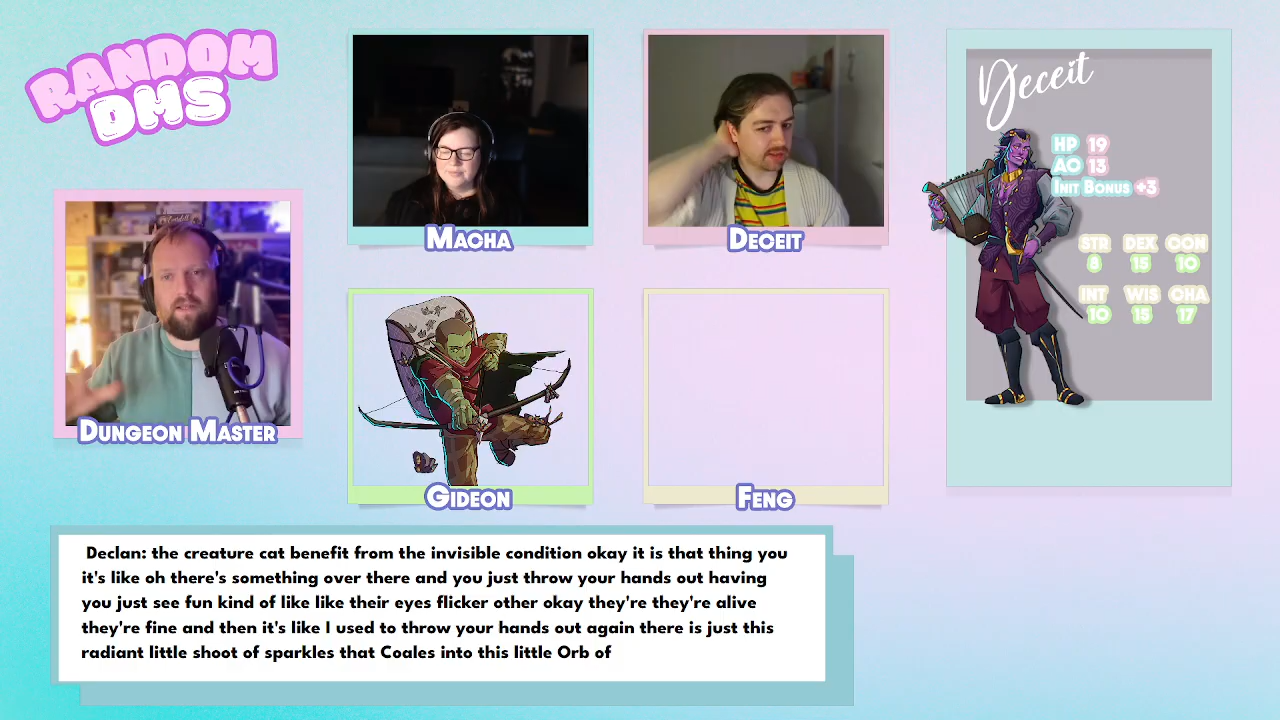 RANDOM
DMS
Macha
Deceit
Dungeon Master
Gideon
Feng
Deceit
HP 19
AC 13
Init Bonus +3
STR DEX CON
8 15 10
INT WIS CHA
10 15 17
Declan: the creature cat benefit from the invisible condition okay it is that thing you
it's like oh there's something over there and you just throw your hands out having
you just see fun kind of like like their eyes flicker other okay they're they're alive
they're fine and then it's like I used to throw your hands out again there is just this
radiant little shoot of sparkles that Coales into this little Orb of